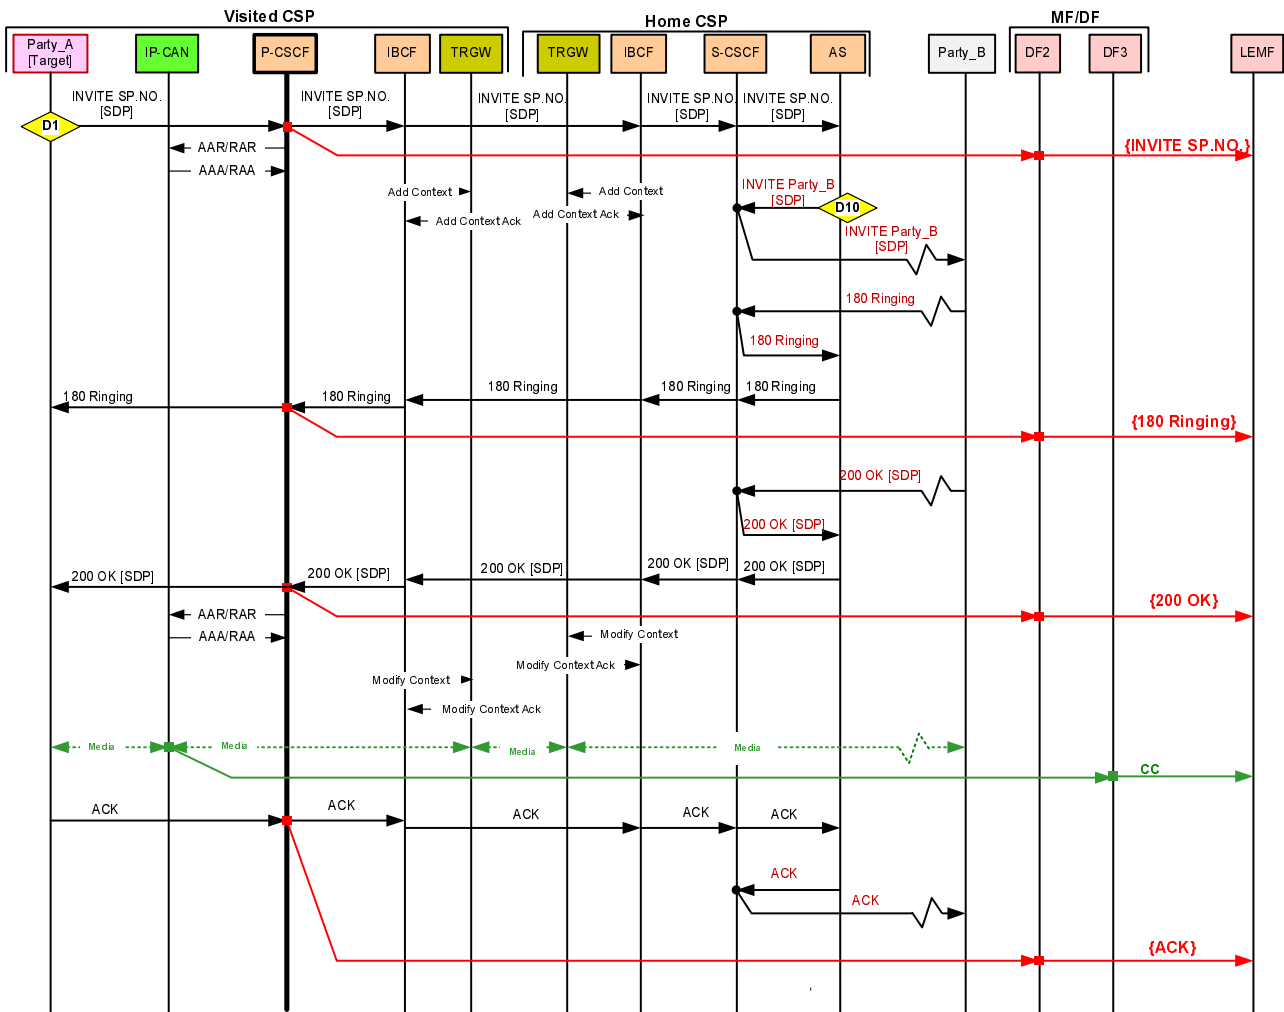 Visited CSP
Home CSP
MF/DF
Party_A
[Target]
IP-CAN
P-CSCF
IBCF
TRGW
TRGW
IBCF
S-CSCF
AS
Party_B
DF2
DF3
LEMF
INVITE SP.NO.
[SDP]
INVITE SP.NO.
[SDP]
INVITE SP.NO.
[SDP]
INVITE SP.NO.
[SDP]
INVITE SP.NO.
[SDP]
D1
AAR/RAR
{INVITE SP.NO.}
AAA/RAA
Add Context
Add Context
INVITE Party_B
[SDP]
D10
Add Context Ack
Add Context Ack
INVITE Party_B
[SDP]
180 Ringing
180 Ringing
180 Ringing
180 Ringing
180 Ringing
180 Ringing
180 Ringing
{180 Ringing}
200 OK [SDP]
200 OK [SDP]
200 OK [SDP]
200 OK [SDP]
200 OK [SDP]
200 OK [SDP]
200 OK [SDP]
{200 OK}
AAR/RAR
AAA/RAA
Modify Context
Modify Context Ack
Modify Context
Modify Context Ack
Media
Media
Media
Media
CC
ACK
ACK
ACK
ACK
ACK
ACK
ACK
{ACK}